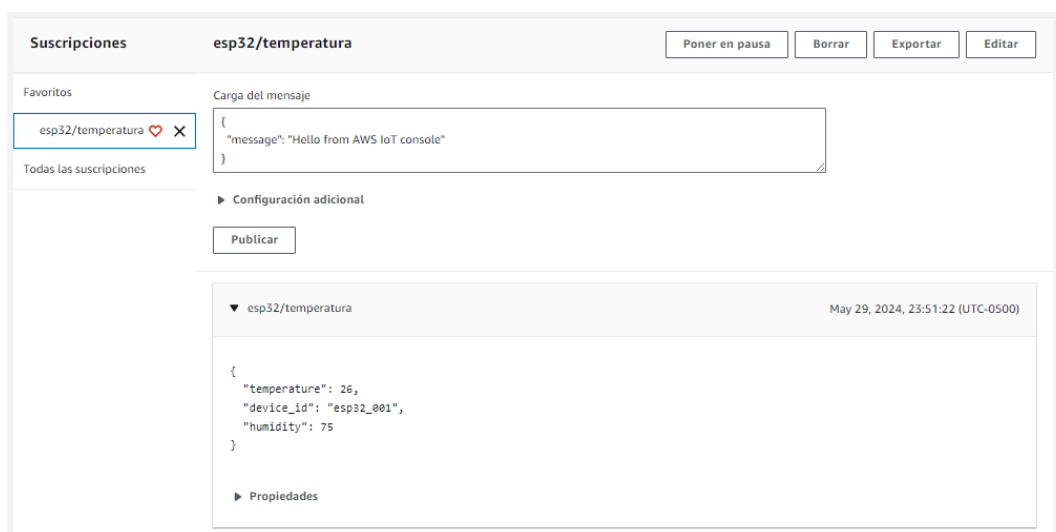 Suscripciones
esp32/temperatura
Poner en pausa
Borrar
Exportar
Editar
Favoritos
esp32/temperatura
Todas las suscripciones
Carga del mensaje
{
"message": "Hello from AWS IoT console"
}
Configuración adicional
Publicar
esp32/temperatura
May 29, 2024, 23:51:22 (UTC-0500)
{
"temperature": 26,
"device_id": "esp32_001",
"humidity": 75
}
Propiedades